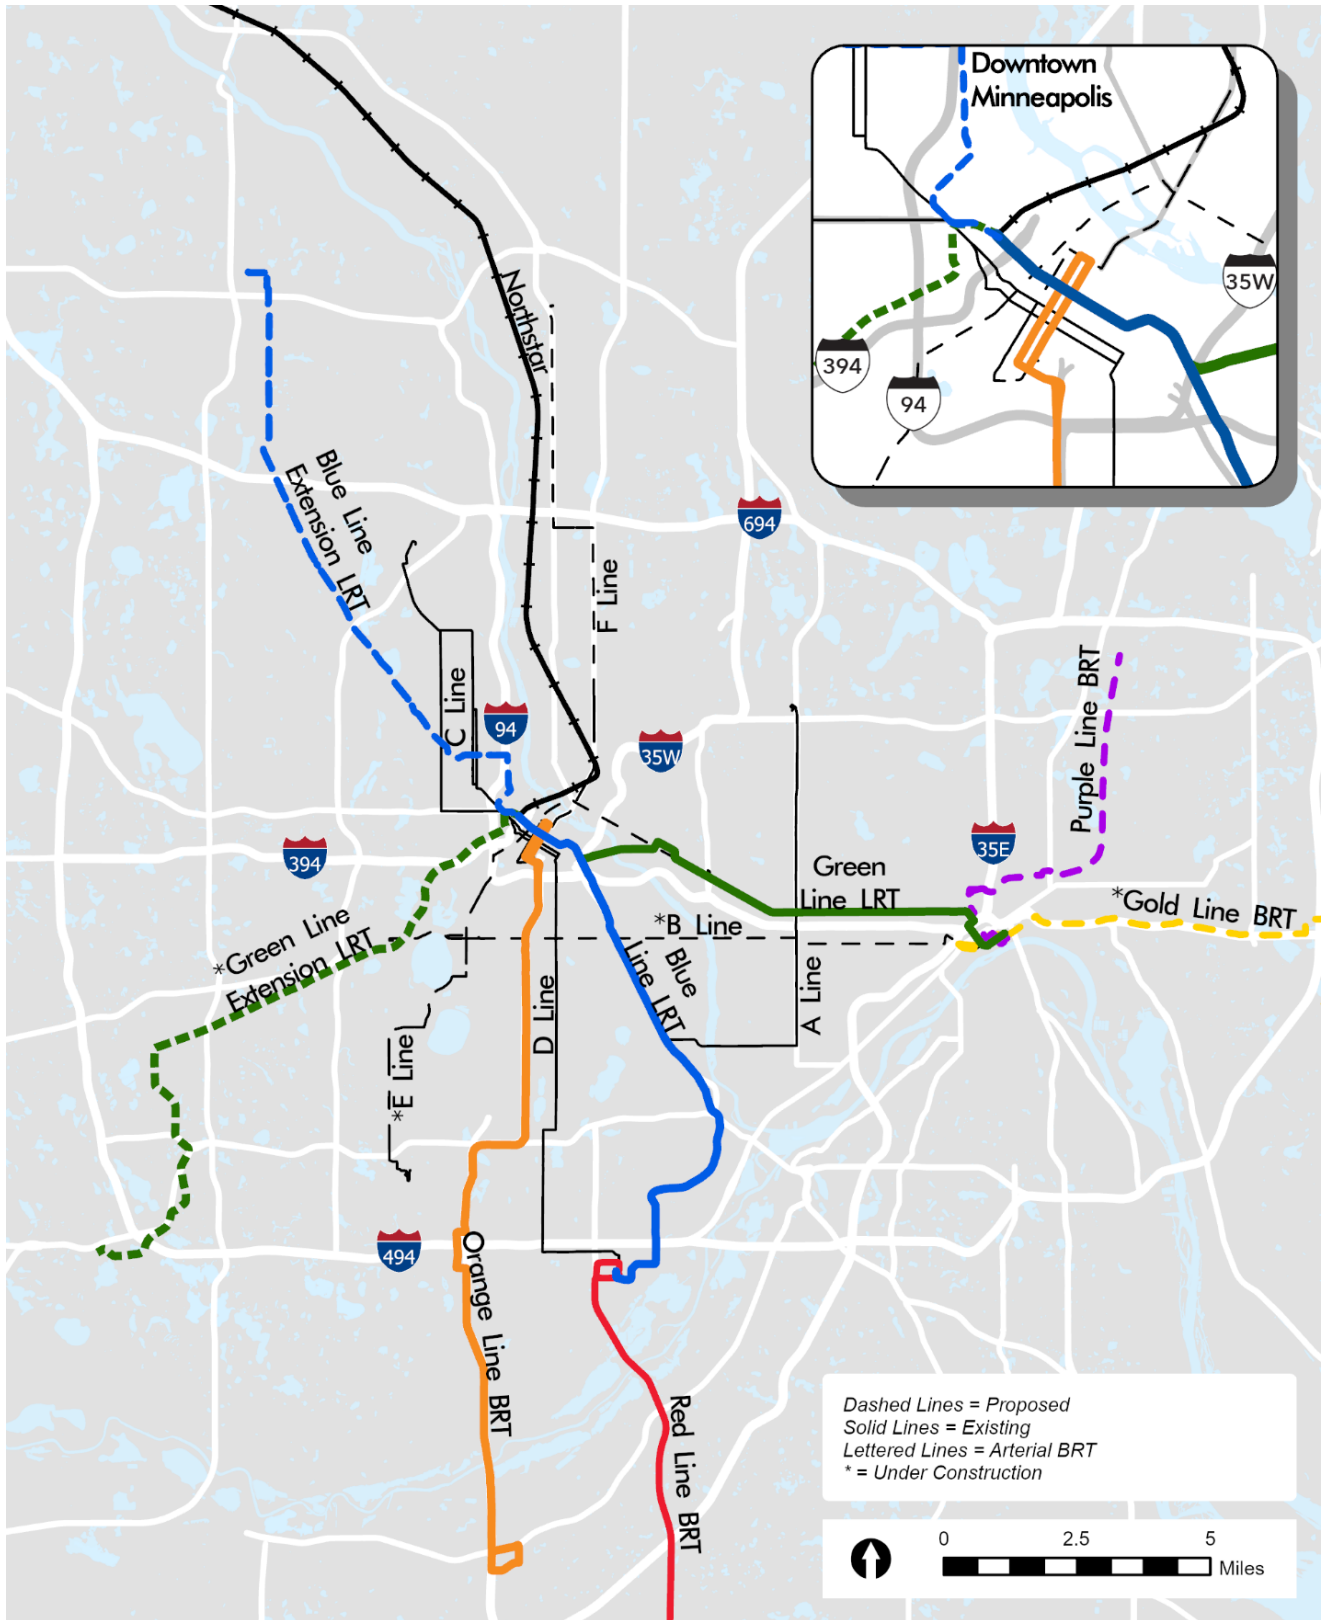 Downtown
Minneapolis
35W
394
94
Northstar
Blue Line
Extension LRT
694
F Line
C Line
94
35W
Purple Line BRT
35E
394
Green
Line LRT
*Gold Line BRT
*B Line
*Green Line
Extension LRT
Blue
Line LRT
A Line
D Line
*E Line
494
Orange Line BRT
Red Line BRT
Dashed Lines = Proposed
Solid Lines = Existing
Lettered Lines = Arterial BRT
* = Under Construction
0 2.5 5
Miles